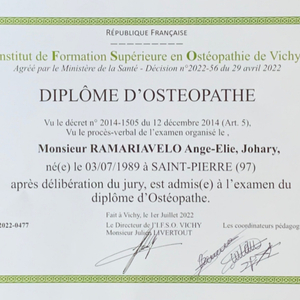 RÉPUBLIQUE FRANÇAISE
nstitut de Formation Supérieure en Ostéopathie de Vichy
Agréé par le Ministère de la Santé - Décision n°2022-56 du 29 avril 2022
DIPLÔME D'OSTEOPATHE
Vu le décret n° 2014-1505 du 12 décembre 2014 (Art. 5),
Vu le procès-verbal de l'examen organisé le ,
Monsieur RAMARIAVELO Ange-Elie, Johary,
né(e) le 03/07/1989 à SAINT-PIERRE (97)
après délibération du jury, est admis(e) à l'examen du
diplôme d'Ostéopathe.
Fait à Vichy, le 1er Juillet 2022
2022-0477
Le Directeur de l'I.F.S.O. VICHY
Les coordinateurs pédagog
Monsieur Julien LIVERTOUT